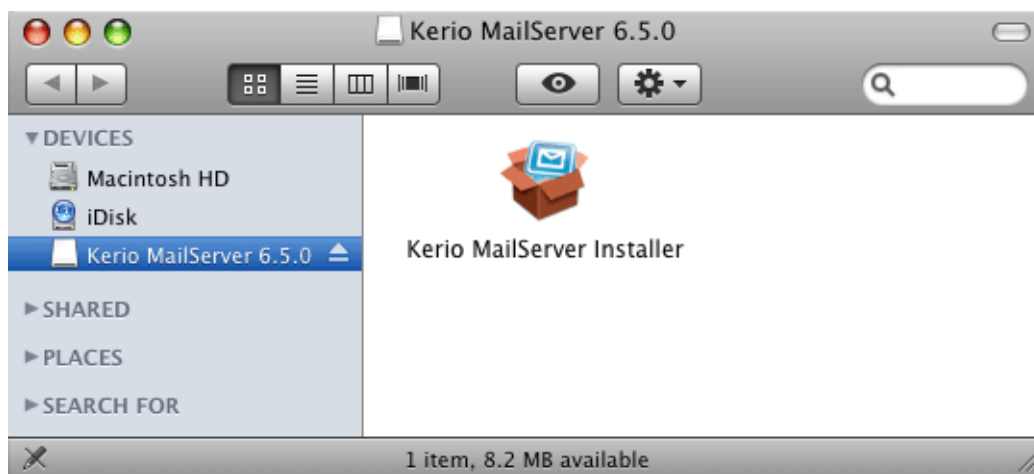 Kerio MailServer 6.5.0
DEVICES
Macintosh HD
iDisk
Kerio MailServer 6.5.0
SHARED
PLACES
SEARCH FOR
Kerio MailServer Installer
1 item, 8.2 MB available